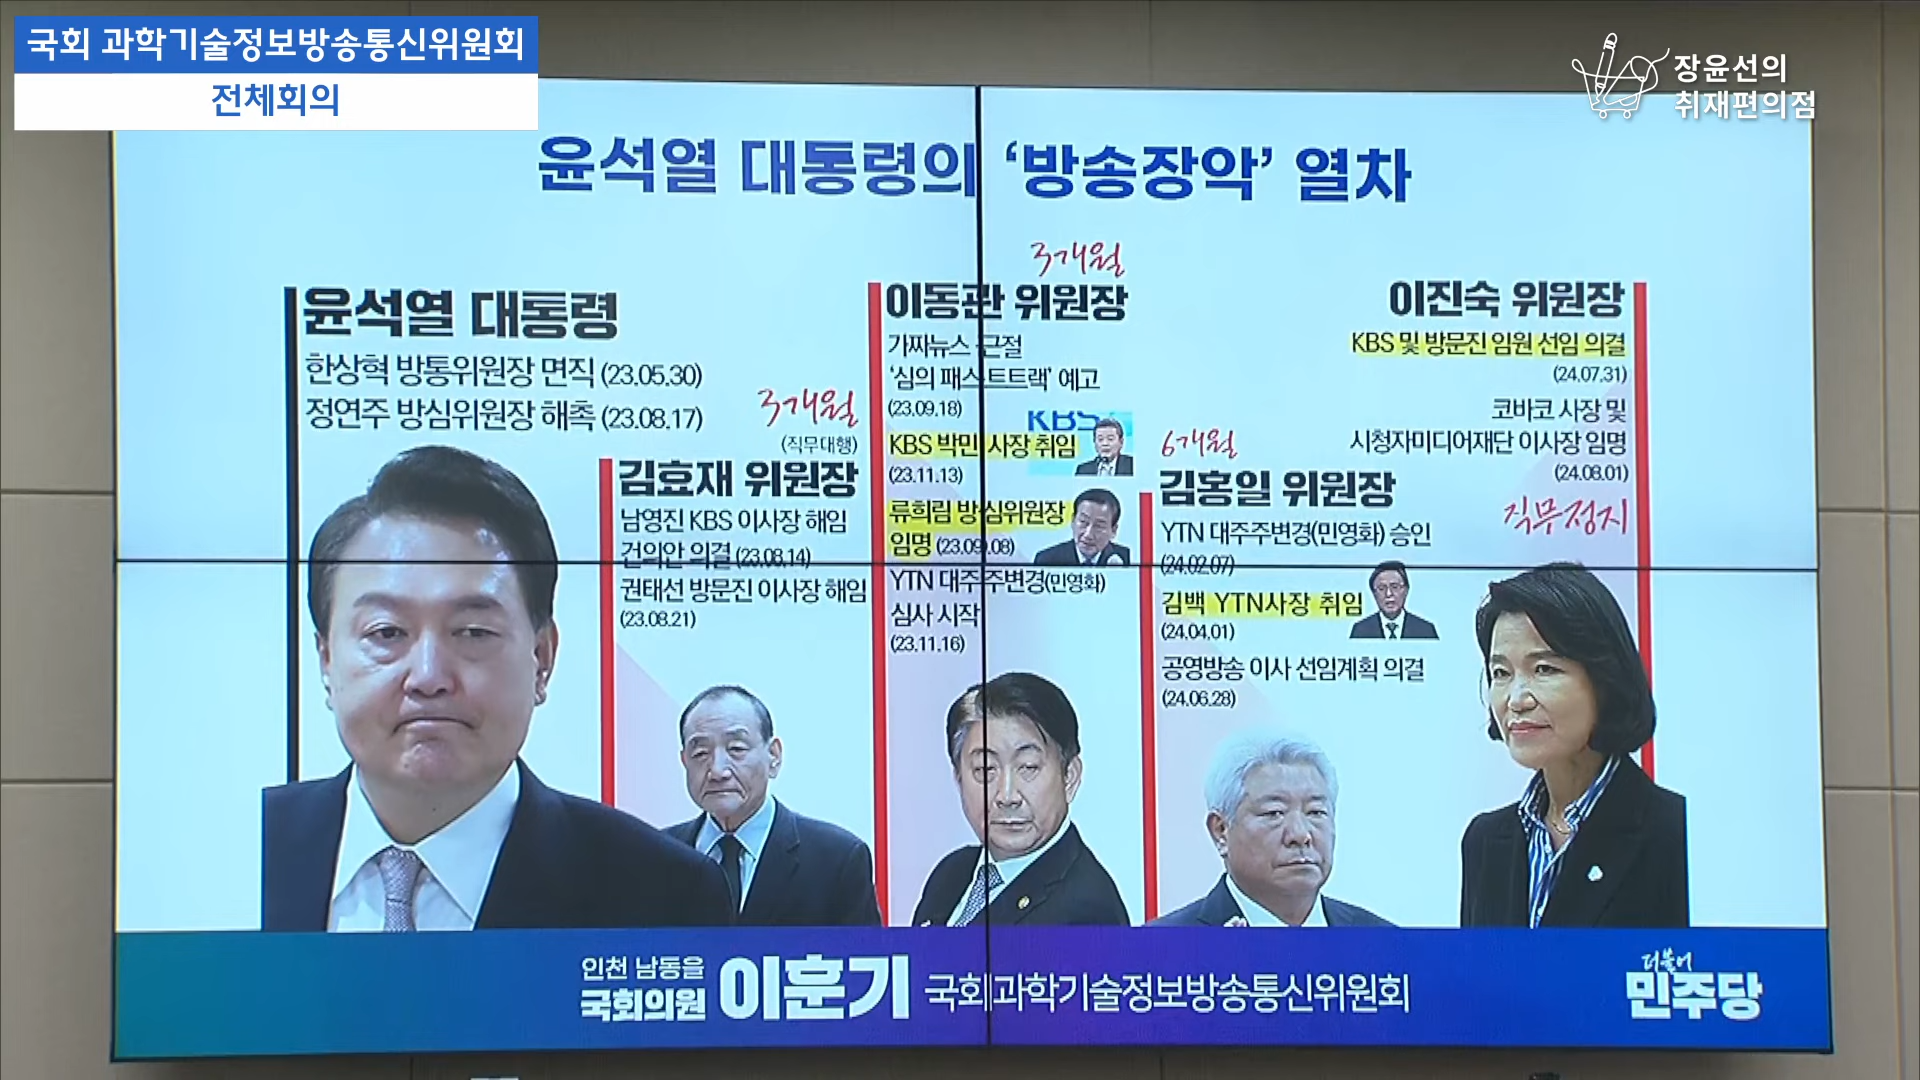 국회 과학기술정보방송통신위원회
전체회의
장윤선의
취재편의점
윤석열 대통령의 ‘방송장악’ 열차
윤석열 대통령
한상혁 방통위원장 면직 (23.05.30)
정연주 방심위원장 해촉 (23.08.17)
3개월
(직무대행)
김효재 위원장
남영진 KBS 이사장 해임
건의안 의결 (23.08.14)
권태선 방문진 이사장 해임
(23.08.21)
3개월
이동관 위원장
가짜뉴스 근절
‘심의 패스트트랙’ 예고
(23.09.18)
KBS
KBS 박민 사장 취임
(23.11.13)
류희림 방심위원장
임명 (23.09.08)
YTN 대주주변경(민영화)
심사 시작
(23.11.16)
6개월
김홍일 위원장
YTN 대주주변경(민영화) 승인
(24.02.07)
김백 YTN사장 취임
(24.04.01)
공영방송 이사 선임계획 의결
(24.06.28)
이진숙 위원장
KBS 및 방문진 임원 선임 의결
(24.07.31)
코바코 사장 및
시청자미디어재단 이사장 임명
(24.08.01)
직무정지
인천 남동을
국회의원 이훈기 국회 과학기술정보방송통신위원회
더불어
민주당